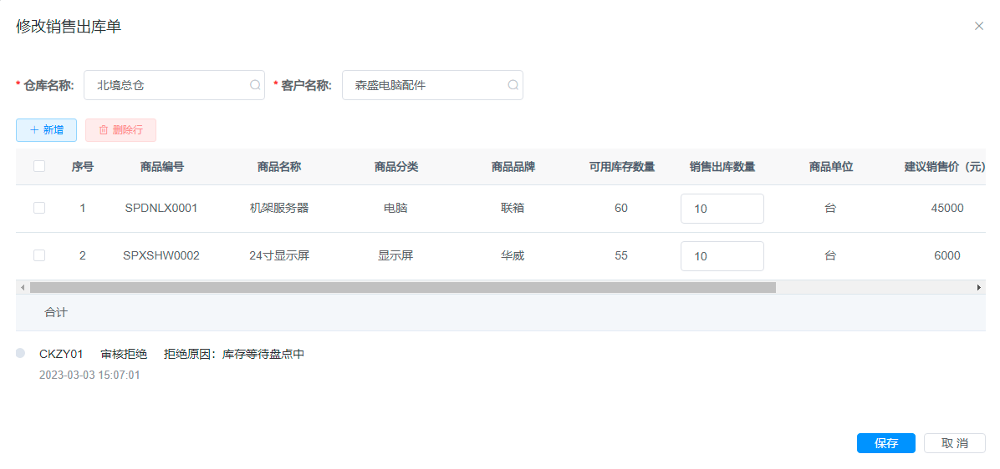 修改销售出库单
* 仓库名称: 北境总仓 * 客户名称: 森盛电脑配件
新增 删除行
序号 商品编号 商品名称 商品分类 商品品牌 可用库存数量 销售出库数量 商品单位 建议销售价（元）
1 SPDNLX0001 机架服务器 电脑 联箱 60 10 台 45000
2 SPXSHW0002 24寸显示屏 显示屏 华威 55 10 台 6000
合计
CKZY01 审核拒绝 拒绝原因：库存等待盘点中
2023-03-03 15:07:01
保存 取 消